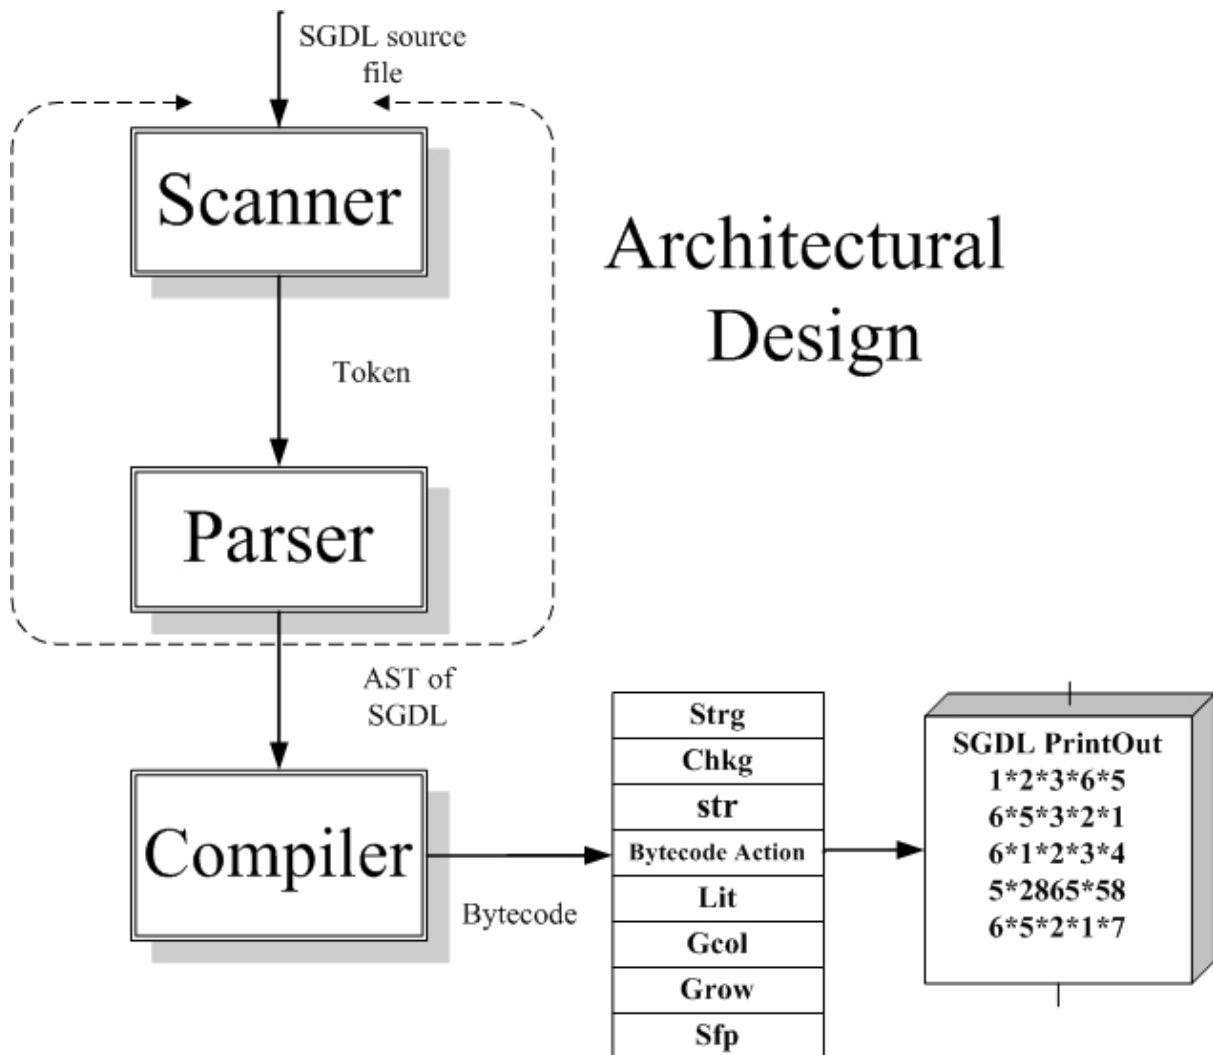 SGDL source
file
Scanner
Architectural
Design
Token
Parser
AST of
SGDL
Compiler
Bytecode
Strg
Chkg
str
Bytecode Action
Lit
Gcol
Grow
Sfp
SGDL PrintOut
1*2*3*6*5
6*5*3*2*1
6*1*2*3*4
5*2865*58
6*5*2*1*7